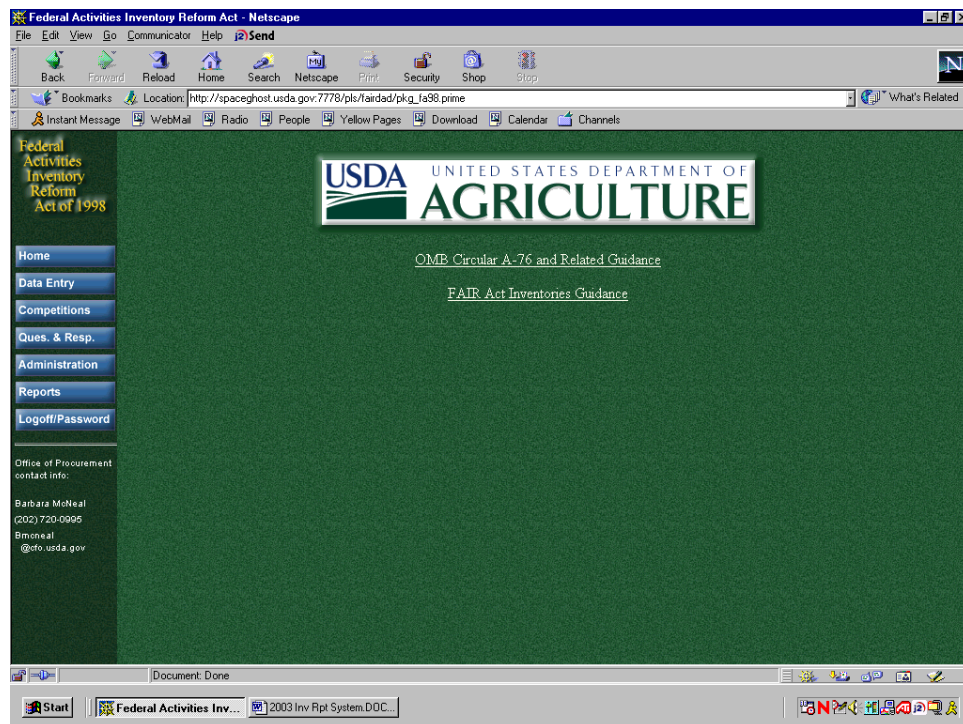 Federal Activities Inventory Reform Act - Netscape
File Edit View Go Communicator Help j2 Send
Back Forward Reload Home Search Netscape Print Security Shop Stop
My
N
Bookmarks Location: http://spaceghost.usda.gov:7778/pls/fairdad/pkg_fa98.prime What's Related
Instant Message WebMail Radio People Yellow Pages Download Calendar Channels
Federal
Activities
Inventory
Reform
Act of 1998
USDA UNITED STATES DEPARTMENT OF
AGRICULTURE
OMB Circular A-76 and Related Guidance
FAIR Act Inventories Guidance
Home
Data Entry
Competitions
Ques. & Resp.
Administration
Reports
Logoff/Password
Office of Procurement
contact info:
Barbara McNeal
(202) 720-0995
Bmcneal
@cfo.usda.gov
Document: Done
Start Federal Activities Inv... 2003 Inv Rpt System.DOC...